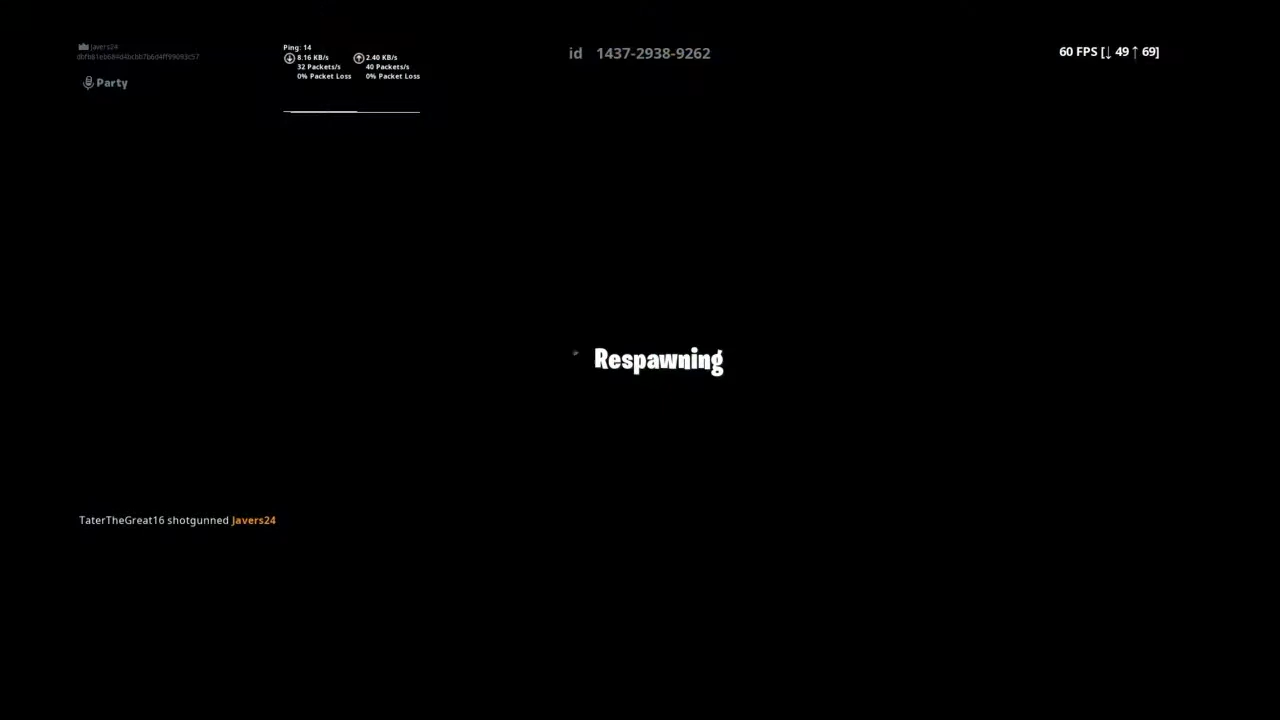 Javers24
Party
Ping: 14
8.16 KB/s 2.40 KB/s
32 Packets/s 40 Packets/s
0% Packet Loss 0% Packet Loss
id 1437-2938-9262
60 FPS [↓ 49 ↑ 69]
Respawning
TaterTheGreat16 shotgunned Javers24